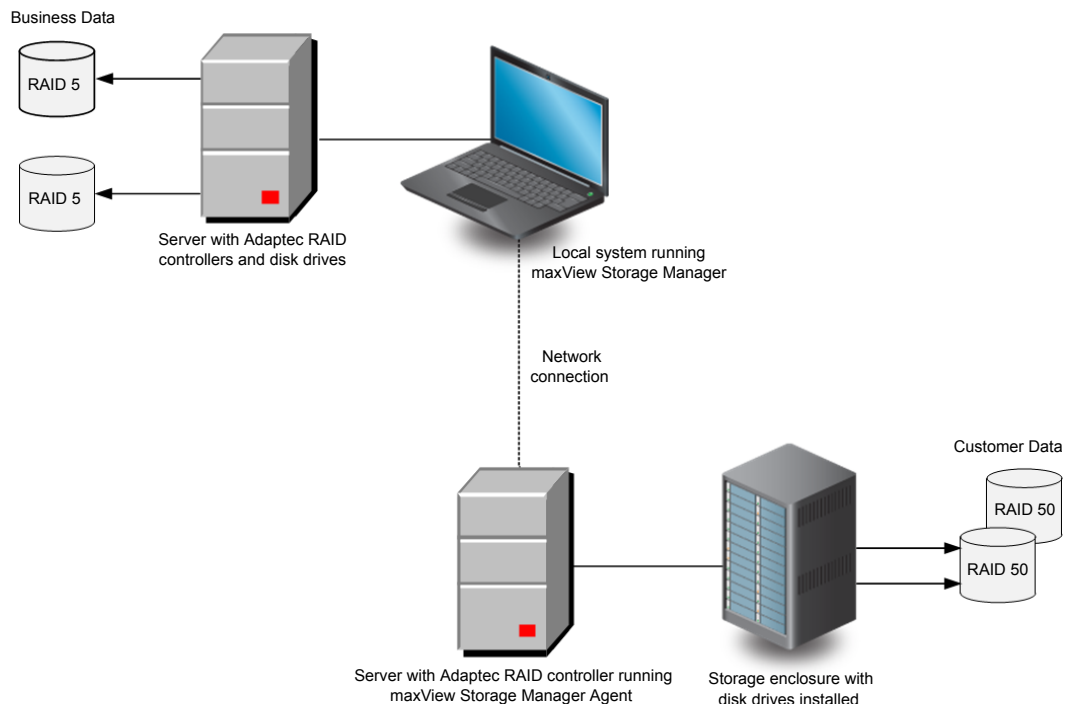 Business Data
RAID 5
RAID 5
Server with Adaptec RAID
controllers and disk drives
Local system running
maxView Storage Manager
Network
connection
Customer Data
RAID 50
RAID 50
Server with Adaptec RAID controller running
maxView Storage Manager Agent
Storage enclosure with
disk drives installed